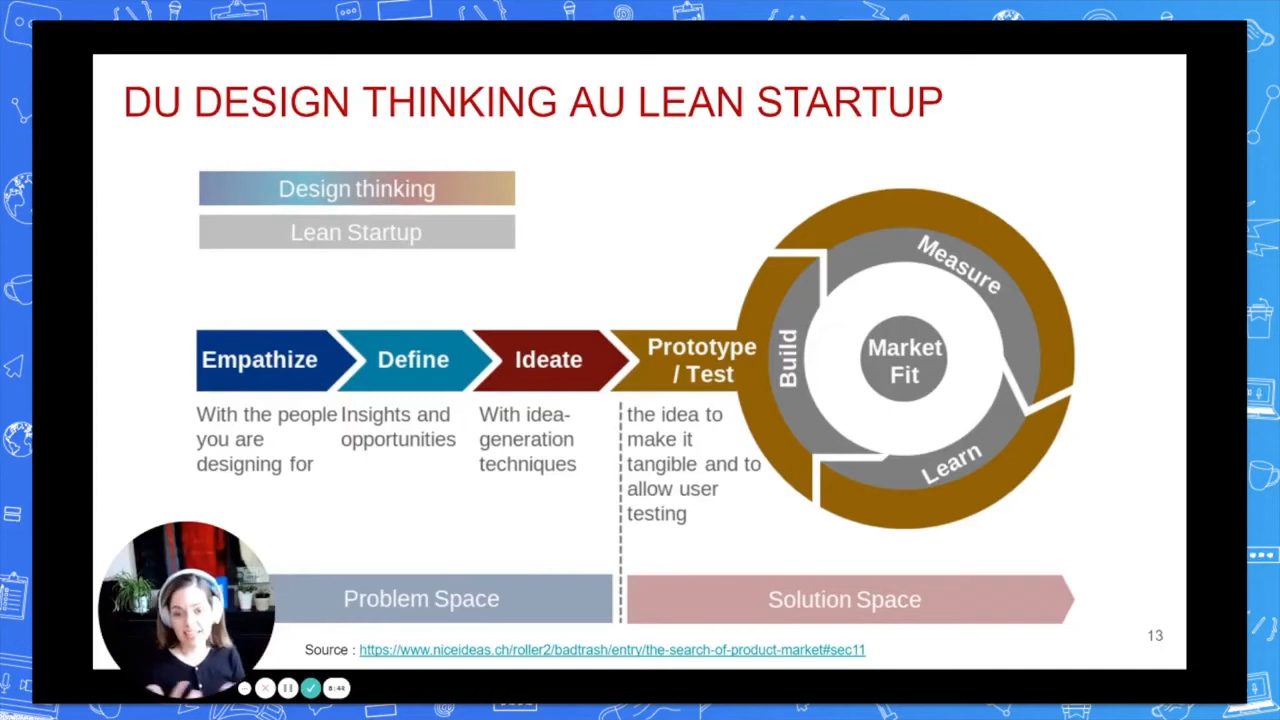 DU DESIGN THINKING AU LEAN STARTUP
Design thinking
Lean Startup
Empathize
Define
Ideate
Prototype
/ Test
Build
Measure
Learn
Market
Fit
With the people
you are
designing for
Insights and
opportunities
With idea-
generation
techniques
the idea to
make it
tangible and to
allow user
testing
Problem Space
Solution Space
13
Source : https://www.niceideas.ch/roller2/badtrash/entry/the-search-of-product-market#sec11